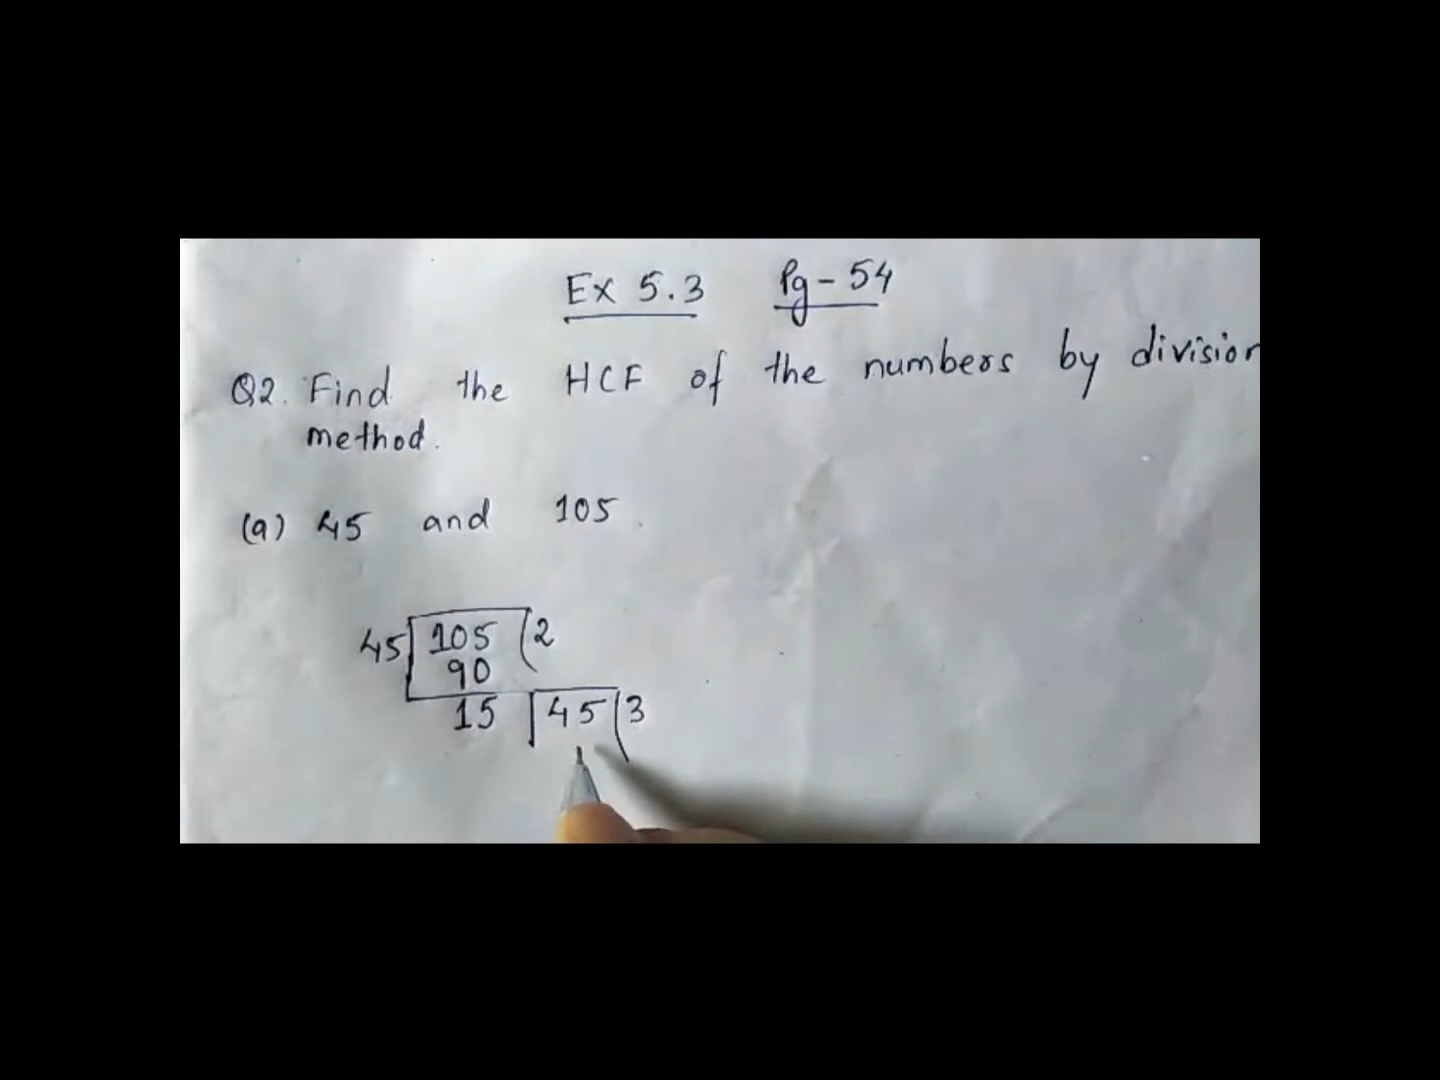 Ex 5.3 Pg - 54
Q2. Find the HCF of the numbers by division
method.
(a) 45 and 105.
45 105 2
90
15 45 3